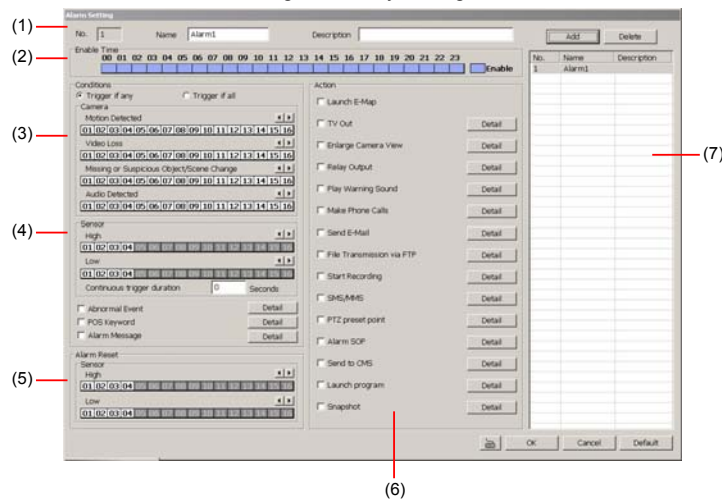 Alarm Setting
(1)
No. 1 Name Alarm1 Description Add Delete
(2)
Enable Time
00 01 02 03 04 05 06 07 08 09 10 11 12 13 14 15 16 17 18 19 20 21 22 23
Enable
No. Name Description
1 Alarm1
Conditions
Trigger if any Trigger if all
Camera
(3)
Motion Detected
01 02 03 04 05 06 07 08 09 10 11 12 13 14 15 16
Video Loss
01 02 03 04 05 06 07 08 09 10 11 12 13 14 15 16
Missing or Suspicious Object/Scene Change
01 02 03 04 05 06 07 08 09 10 11 12 13 14 15 16
Audio Detected
01 02 03 04 05 06 07 08 09 10 11 12 13 14 15 16
(4)
Sensor
High
01 02 03 04
Low
01 02 03 04
Continuous trigger duration 0 Seconds
Abnormal Event Detail
POS Keyword Detail
Alarm Message Detail
(5)
Alarm Reset
Sensor
High
01 02 03 04
Low
01 02 03 04
Action
Launch E-Map
TV Out Detail
Enlarge Camera View Detail
Relay Output Detail
Play Warning Sound Detail
Make Phone Calls Detail
Send E-Mail Detail
File Transmission via FTP Detail
Start Recording Detail
SMS/MMS Detail
PTZ preset point Detail
Alarm SOP Detail
Send to CMS Detail
Launch program Detail
Snapshot Detail
(7)
OK Cancel Default
(6)